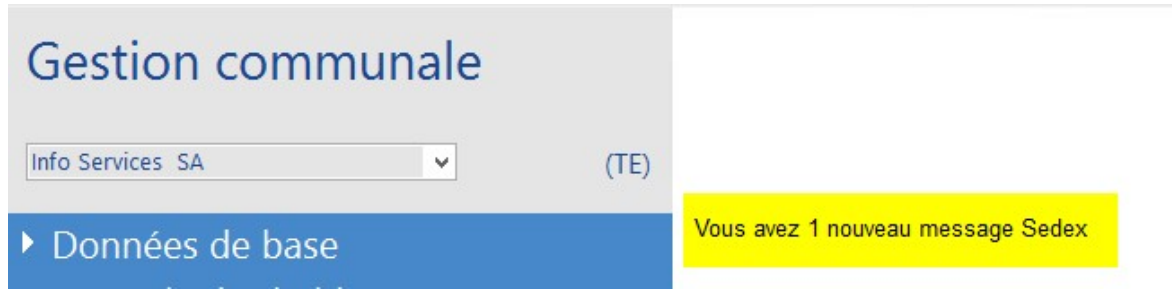 Gestion communale
Info Services SA
(TE)
Données de base
Vous avez 1 nouveau message Sedex